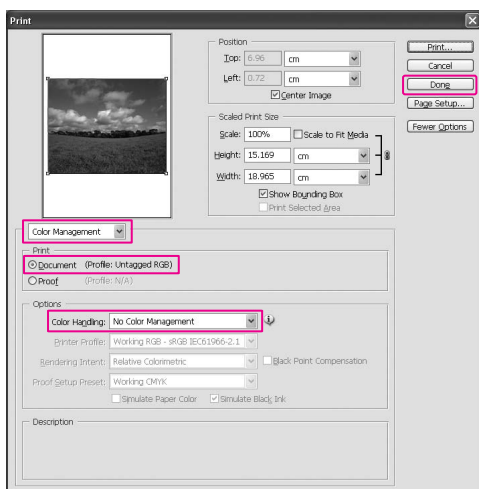 Print
Position
Top: 6.96 cm
Left: 0.72 cm
Center Image
Scaled Print Size
Scale: 100% Scale to Fit Media
Height: 15.169 cm
Width: 18.965 cm
Show Bounding Box
Print Selected Area
Print...
Cancel
Done
Page Setup...
Fewer Options
Color Management
Print
Document (Profile: Untagged RGB)
Proof (Profile: N/A)
Options
Color Handling: No Color Management
Printer Profile: Working RGB - sRGB IEC61966-2.1
Rendering Intent: Relative Colorimetric Black Point Compensation
Proof Setup Preset: Working CMYK
Simulate Paper Color Simulate Black Ink
Description